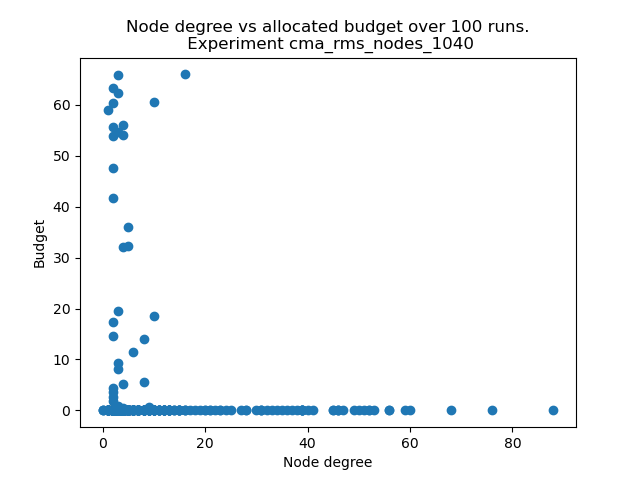 Node degree vs allocated budget over 100 runs.
Experiment cma_rms_nodes_1040
60
50
40
30
20
10
0
Budget
0 20 40 60 80
Node degree